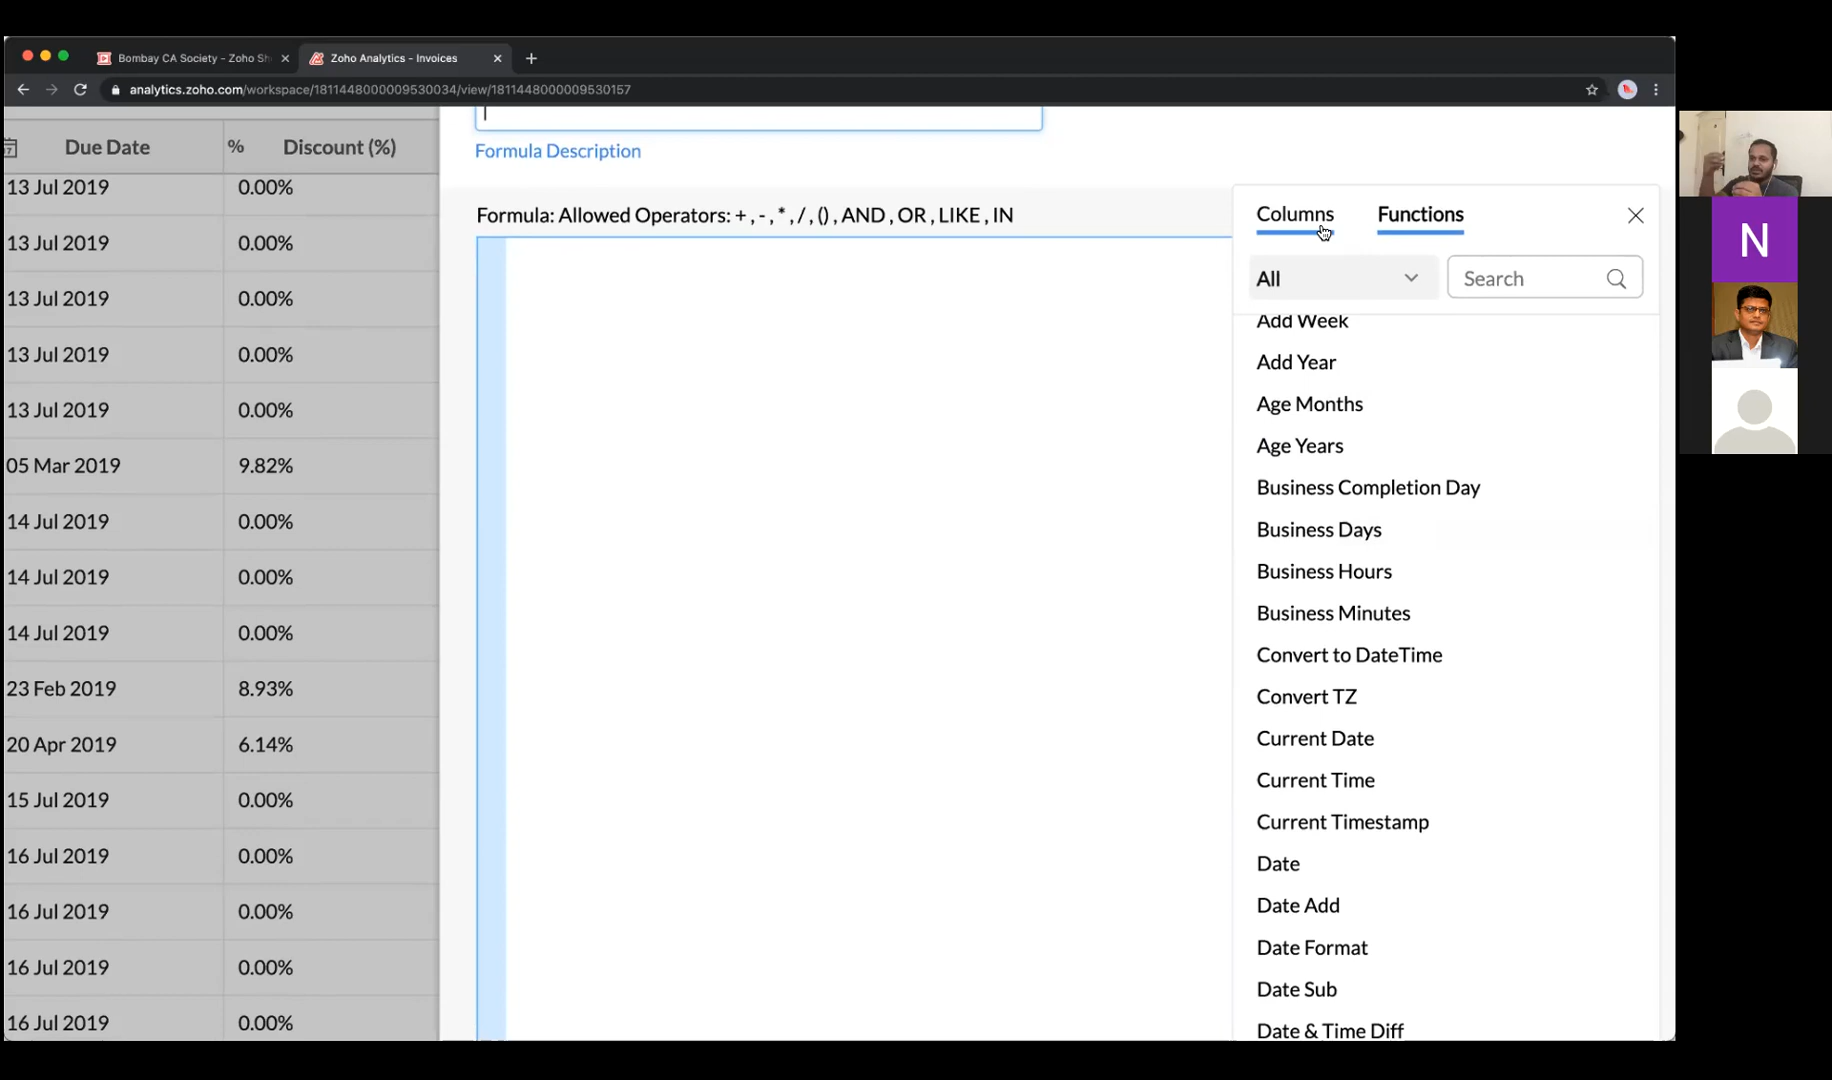 Bombay CA Society - Zoho Sh
Zoho Analytics - Invoices
analytics.zoho.com/workspace/1811448000009530034/view/1811448000009530157
Due Date % Discount (%)
13 Jul 2019 0.00%
13 Jul 2019 0.00%
13 Jul 2019 0.00%
13 Jul 2019 0.00%
13 Jul 2019 0.00%
05 Mar 2019 9.82%
14 Jul 2019 0.00%
14 Jul 2019 0.00%
14 Jul 2019 0.00%
23 Feb 2019 8.93%
20 Apr 2019 6.14%
15 Jul 2019 0.00%
16 Jul 2019 0.00%
16 Jul 2019 0.00%
16 Jul 2019 0.00%
16 Jul 2019 0.00%
Formula Description
Formula: Allowed Operators: + , - , * , / , () , AND , OR , LIKE , IN
Columns Functions
All Search
Add Week
Add Year
Age Months
Age Years
Business Completion Day
Business Days
Business Hours
Business Minutes
Convert to DateTime
Convert TZ
Current Date
Current Time
Current Timestamp
Date
Date Add
Date Format
Date Sub
Date & Time Diff
N